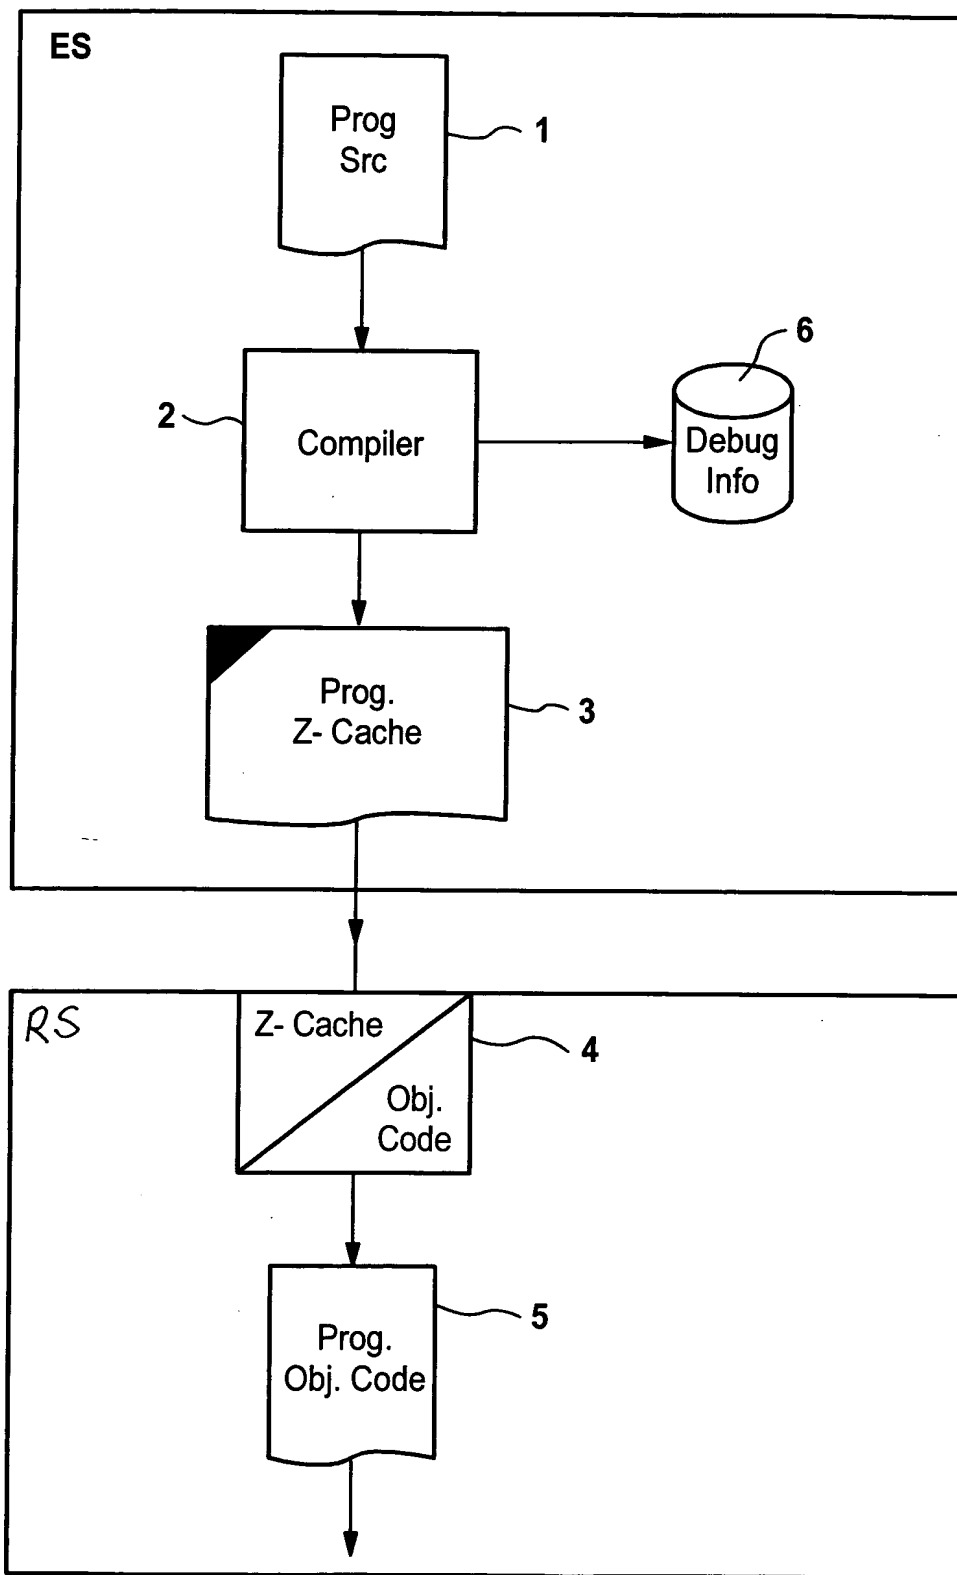 ES
Prog
Src
1
6
2
Compiler
Debug
Info
Prog.
Z- Cache
3
RS
Z- Cache
4
Obj.
Code
5
Prog.
Obj. Code